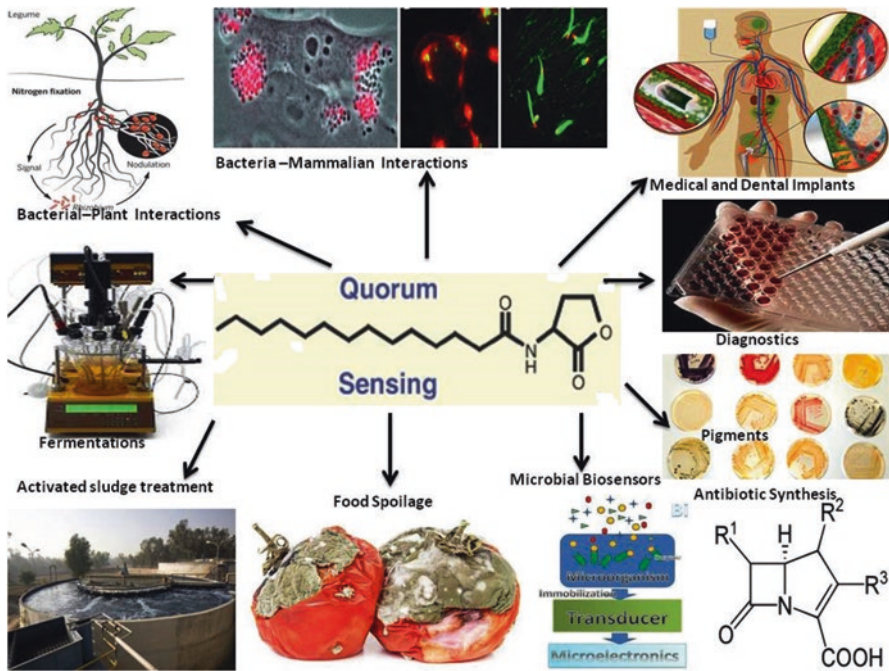 Legume
Nitrogen fixation
Signal
Nodulation
Rhizobium
Bacterial–Plant Interactions
Bacteria –Mammalian Interactions
Medical and Dental Implants
Quorum
Sensing
O
N
H
O
O
Diagnostics
Fermentations
Pigments
Activated sludge treatment
Food Spoilage
Microbial Biosensors
Microorganism
Immobilization
Transducer
Microelectronics
Antibiotic Synthesis
R¹
H
R²
R³
N
O
COOH